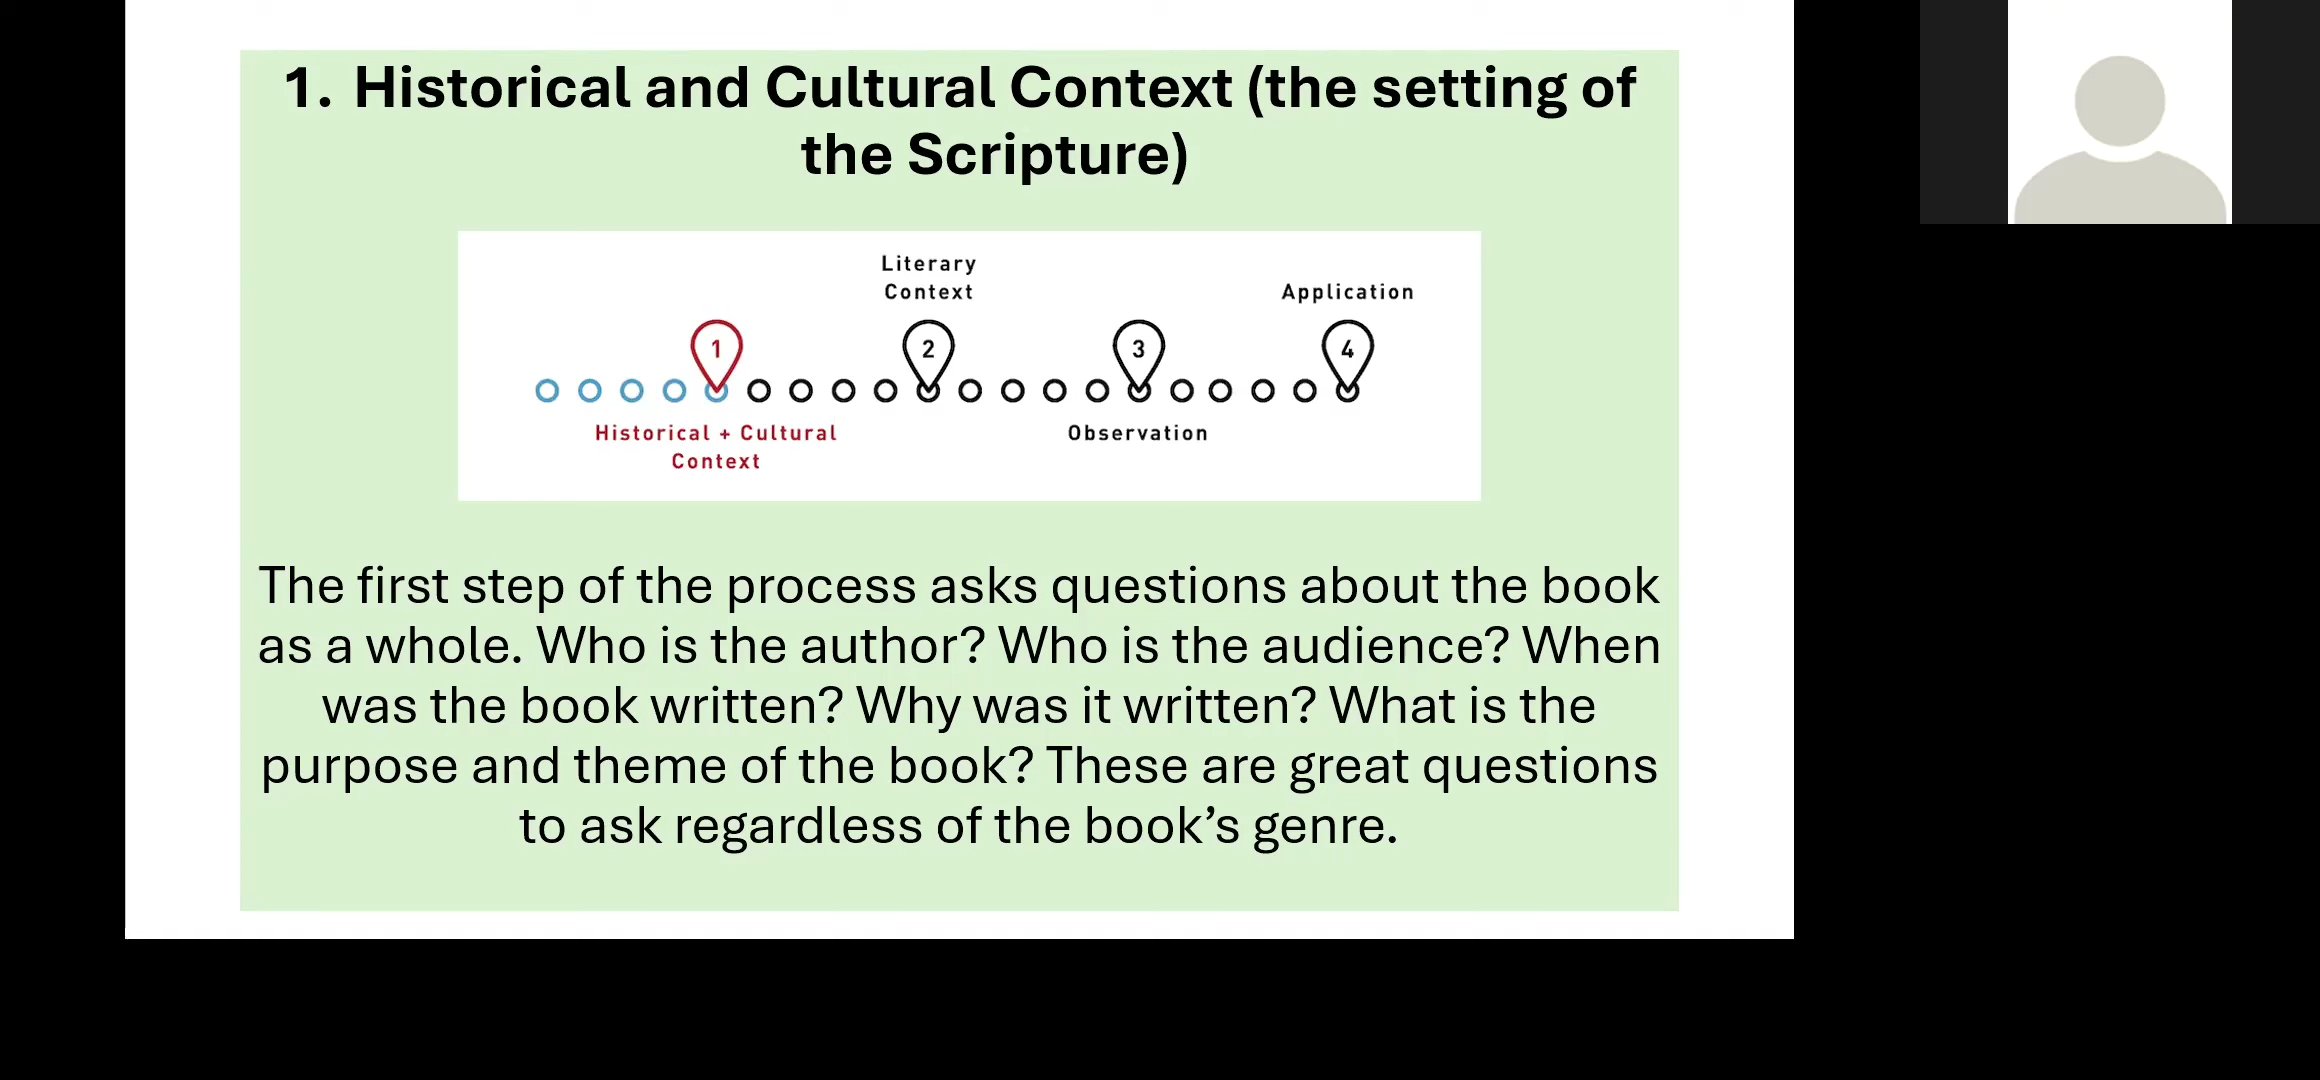 1. Historical and Cultural Context (the setting of
the Scripture)
Literary
Context
Application
1
2
3
4
Historical + Cultural
Context
Observation
The first step of the process asks questions about the book
as a whole. Who is the author? Who is the audience? When
was the book written? Why was it written? What is the
purpose and theme of the book? These are great questions
to ask regardless of the book’s genre.